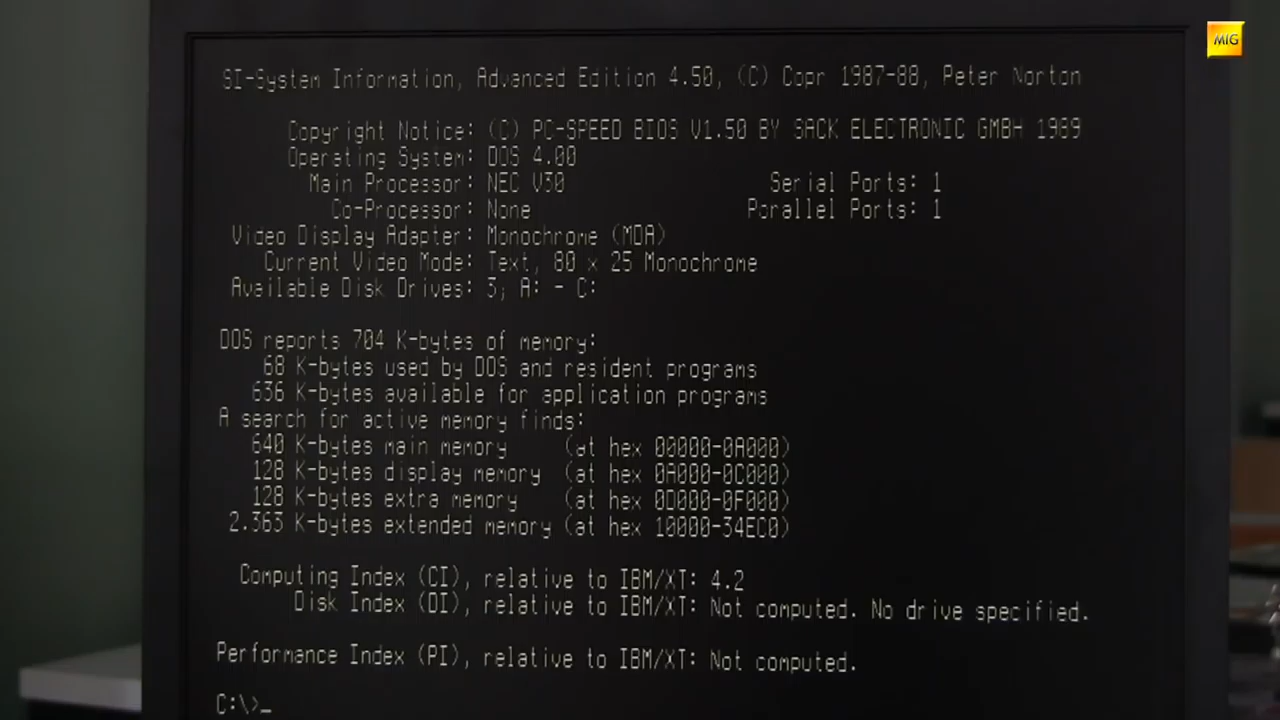 MIG
SI-System Information, Advanced Edition 4.50, (C) Copr 1987-88, Peter Norton
Copyright Notice: (C) PC-SPEED BIOS V1.50 BY SACK ELECTRONIC GMBH 1989
Operating System: DOS 4.00
Main Processor: NEC V30 Serial Ports: 1
Co-Processor: None Parallel Ports: 1
Video Display Adapter: Monochrome (MDA)
Current Video Mode: Text, 80 x 25 Monochrome
Available Disk Drives: 3, A: - C:
DOS reports 704 K-bytes of memory:
68 K-bytes used by DOS and resident programs
636 K-bytes available for application programs
A search for active memory finds:
640 K-bytes main memory (at hex 00000-0A000)
128 K-bytes display memory (at hex 0A000-0C000)
128 K-bytes extra memory (at hex 0D000-0F000)
2.363 K-bytes extended memory (at hex 10000-34EC0)
Computing Index (CI), relative to IBM/XT: 4.2
Disk Index (DI), relative to IBM/XT: Not computed. No drive specified.
Performance Index (PI), relative to IBM/XT: Not computed.
C:\>_